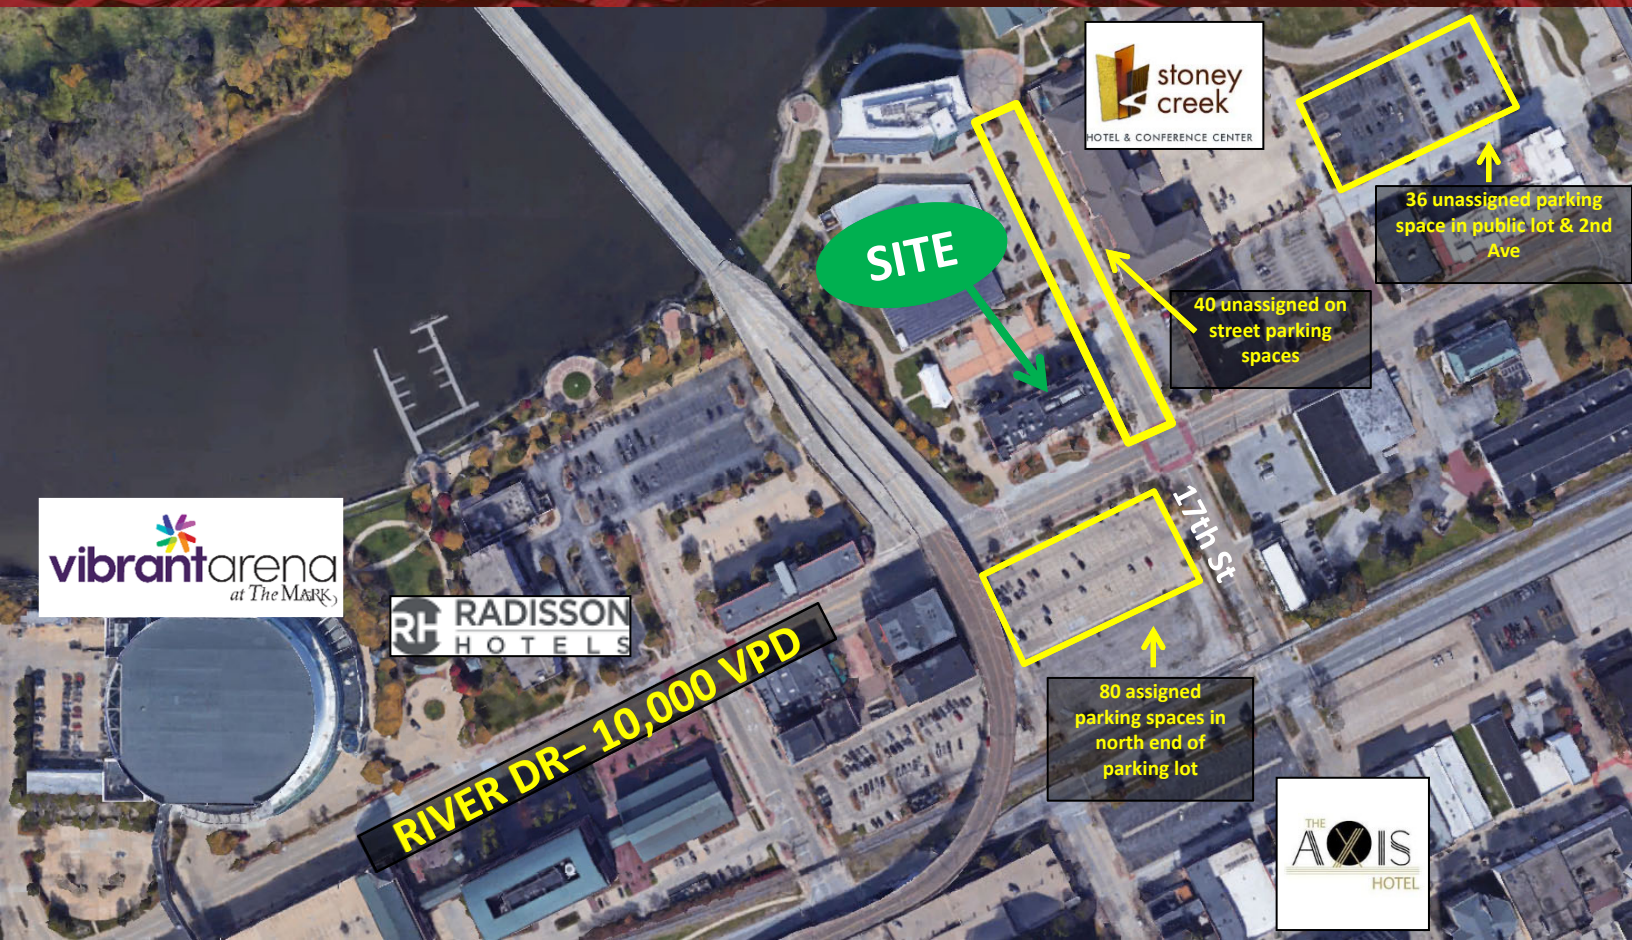 stoney
creek
HOTEL & CONFERENCE CENTER
36 unassigned parking
space in public lot & 2nd
Ave
SITE
40 unassigned on
street parking
spaces
17th St
vibrantarena
at The MARK
RH RADISSON
HOTELS
RIVER DR– 10,000 VPD
80 assigned
parking spaces in
north end of
parking lot
THE
AXIS
HOTEL